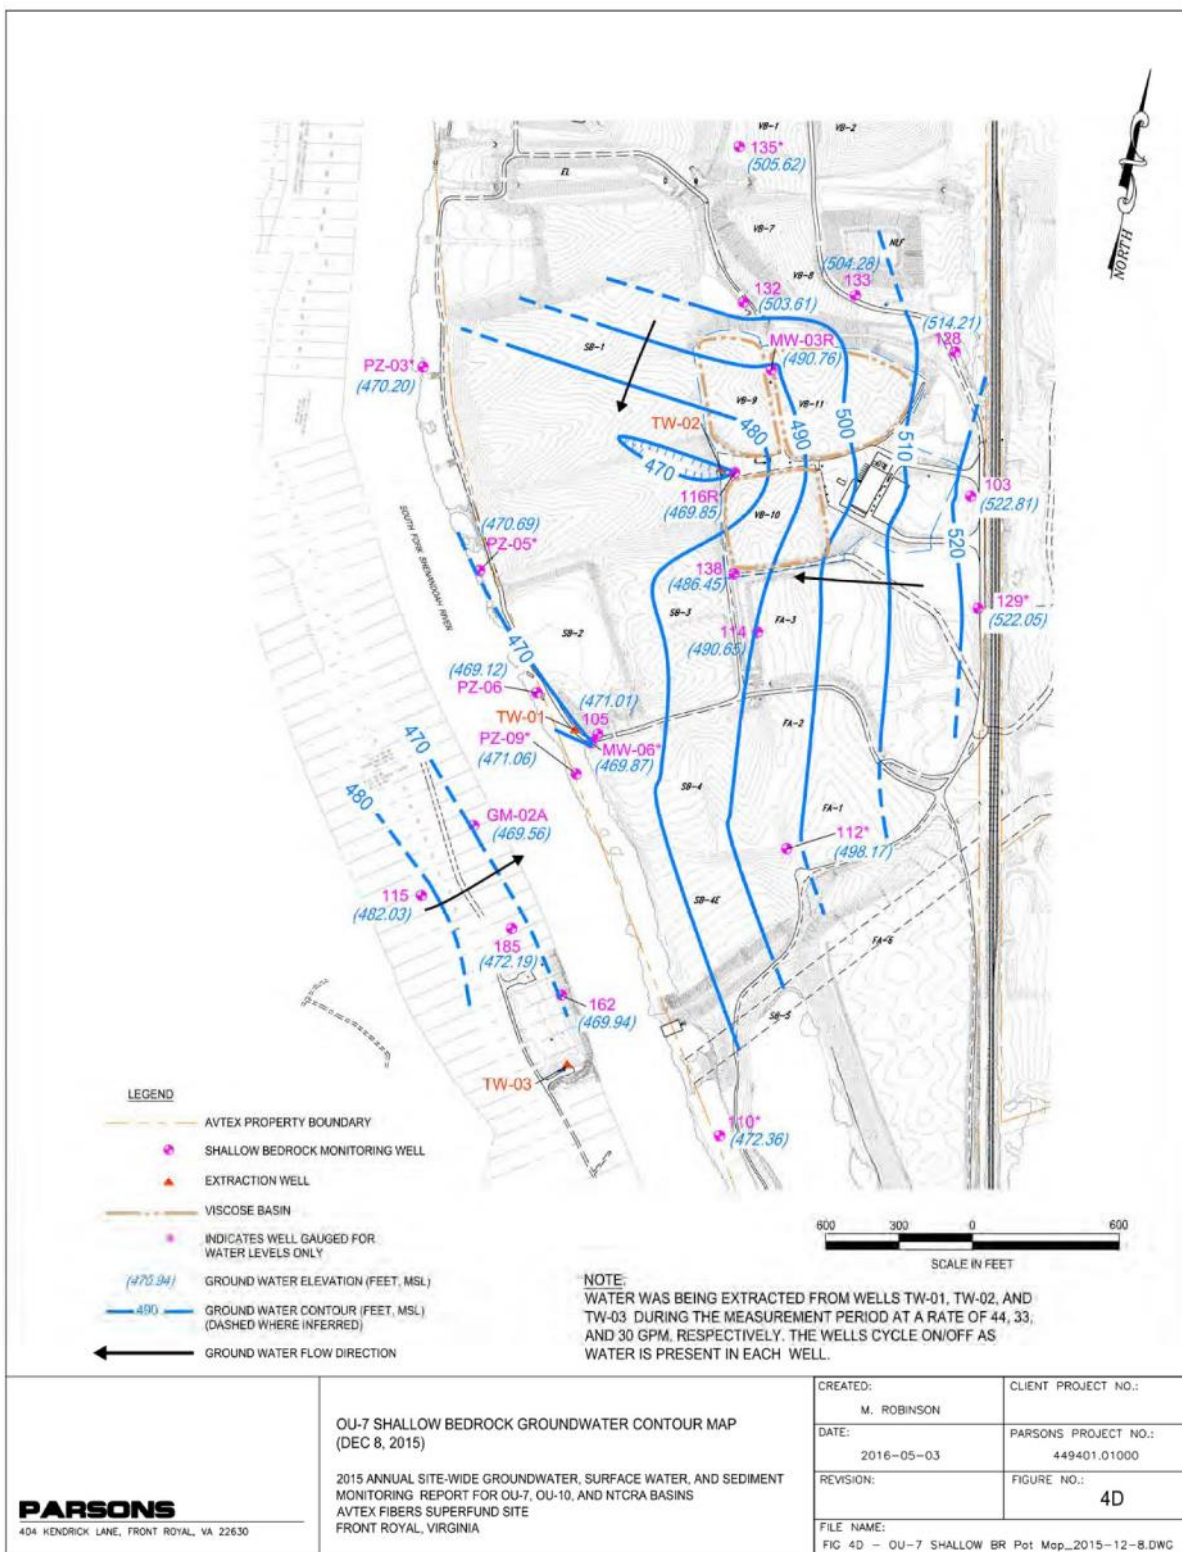 NORTH
VB-1
VB-2
135*
(505.62)
EL
VB-7
NLF
VB-8
(504.28)
133
132
(503.61)
(514.21)
128
SB-1
MW-03R
(490.76)
PZ-03*
(470.20)
VB-9
VB-11
TW-02
480
490
500
510
470
116R
(469.85)
VB-10
103
(522.81)
520
SOUTH FORK SHENANDOAH RIVER
(470.69)
PZ-05*
138
(486.45)
SB-3
129*
(522.05)
SB-2
114
(490.65)
FA-3
470
(469.12)
PZ-06
(471.01)
105
TW-01
PZ-09*
(471.06)
MW-06*
(469.87)
FA-2
470
480
SB-4
FA-1
GM-02A
(469.56)
112*
(498.17)
115
(482.03)
SB-4E
185
(472.19)
FA-6
162
(469.94)
SB-5
TW-03
110*
(472.36)
LEGEND
AVTEX PROPERTY BOUNDARY
SHALLOW BEDROCK MONITORING WELL
EXTRACTION WELL
VISCOSE BASIN
* INDICATES WELL GAUGED FOR
WATER LEVELS ONLY
(470.94) GROUND WATER ELEVATION (FEET, MSL)
490 GROUND WATER CONTOUR (FEET, MSL)
(DASHED WHERE INFERRED)
GROUND WATER FLOW DIRECTION
600 300 0 600
SCALE IN FEET
NOTE:
WATER WAS BEING EXTRACTED FROM WELLS TW-01, TW-02, AND
TW-03 DURING THE MEASUREMENT PERIOD AT A RATE OF 44, 33,
AND 30 GPM, RESPECTIVELY. THE WELLS CYCLE ON/OFF AS
WATER IS PRESENT IN EACH WELL.
PARSONS
404 KENDRICK LANE, FRONT ROYAL, VA 22630
OU-7 SHALLOW BEDROCK GROUNDWATER CONTOUR MAP
(DEC 8, 2015)
2015 ANNUAL SITE-WIDE GROUNDWATER, SURFACE WATER, AND SEDIMENT
MONITORING REPORT FOR OU-7, OU-10, AND NTCRA BASINS
AVTEX FIBERS SUPERFUND SITE
FRONT ROYAL, VIRGINIA
CREATED:
M. ROBINSON
CLIENT PROJECT NO.:
DATE:
2016-05-03
PARSONS PROJECT NO.:
449401.01000
REVISION:
FIGURE NO.:
4D
FILE NAME:
FIG 4D - OU-7 SHALLOW BR Pot Map_2015-12-8.DWG